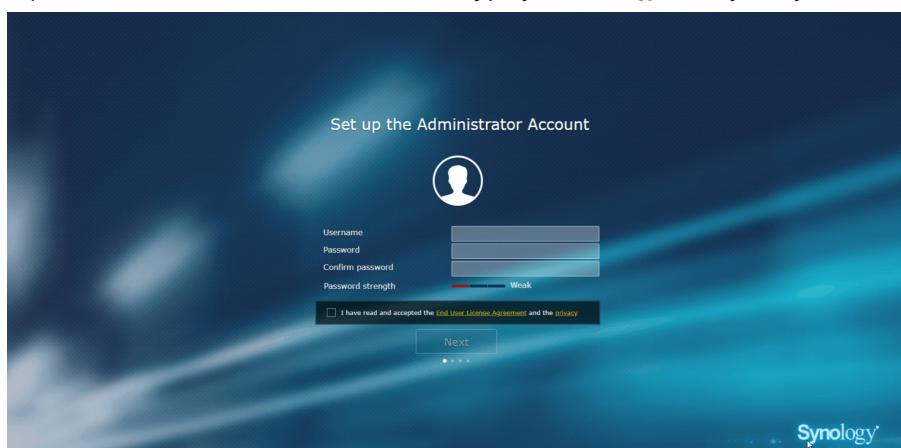 Set up the Administrator Account
Username
Password
Confirm password
Password strength
Weak
I have read and accepted the End User License Agreement and the privacy
Next
Synology